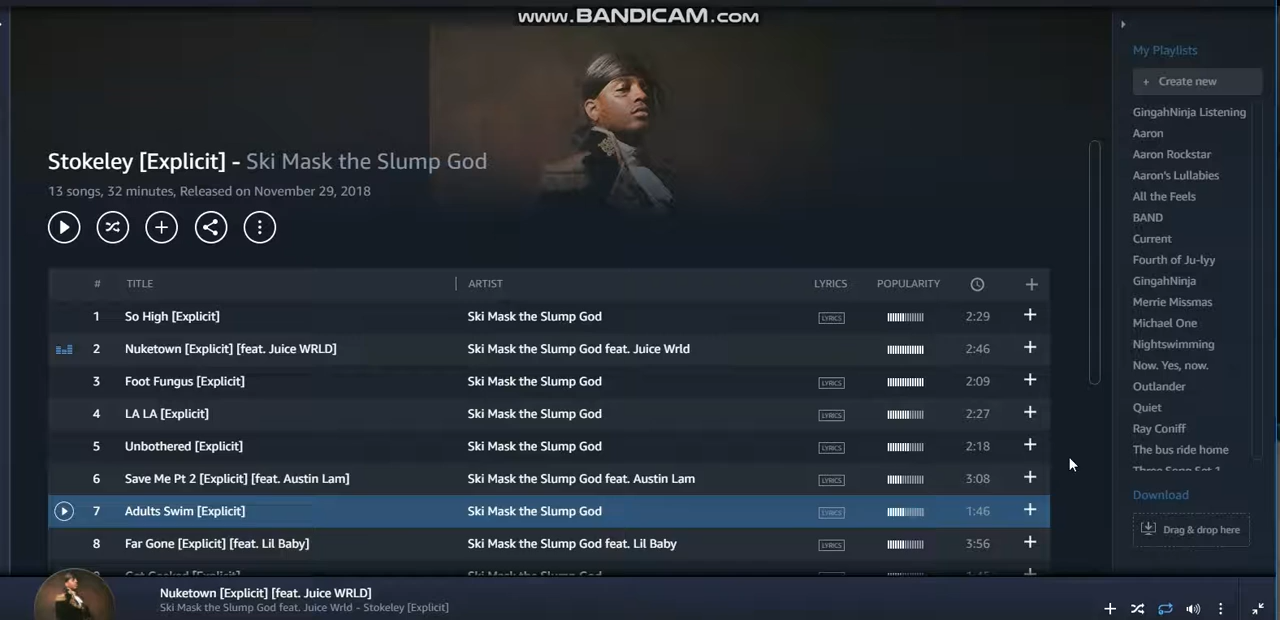 www.BANDICAM.com
Stokeley [Explicit] - Ski Mask the Slump God
13 songs, 32 minutes, Released on November 29, 2018
# TITLE ARTIST LYRICS POPULARITY
1 So High [Explicit] Ski Mask the Slump God LYRICS 2:29
2 Nuketown [Explicit] [feat. Juice WRLD] Ski Mask the Slump God feat. Juice Wrld 2:46
3 Foot Fungus [Explicit] Ski Mask the Slump God LYRICS 2:09
4 LA LA [Explicit] Ski Mask the Slump God LYRICS 2:27
5 Unbothered [Explicit] Ski Mask the Slump God LYRICS 2:18
6 Save Me Pt 2 [Explicit] [feat. Austin Lam] Ski Mask the Slump God feat. Austin Lam LYRICS 3:08
7 Adults Swim [Explicit] Ski Mask the Slump God LYRICS 1:46
8 Far Gone [Explicit] [feat. Lil Baby] Ski Mask the Slump God feat. Lil Baby LYRICS 3:56
Nuketown [Explicit] [feat. Juice WRLD]
Ski Mask the Slump God feat. Juice Wrld - Stokeley [Explicit]
My Playlists
+ Create new
GingahNinja Listening
Aaron
Aaron Rockstar
Aaron's Lullabies
All the Feels
BAND
Current
Fourth of Ju-lyy
GingahNinja
Merrie Missmas
Michael One
Nightswimming
Now. Yes, now.
Outlander
Quiet
Ray Coniff
The bus ride home
Download
Drag & drop here